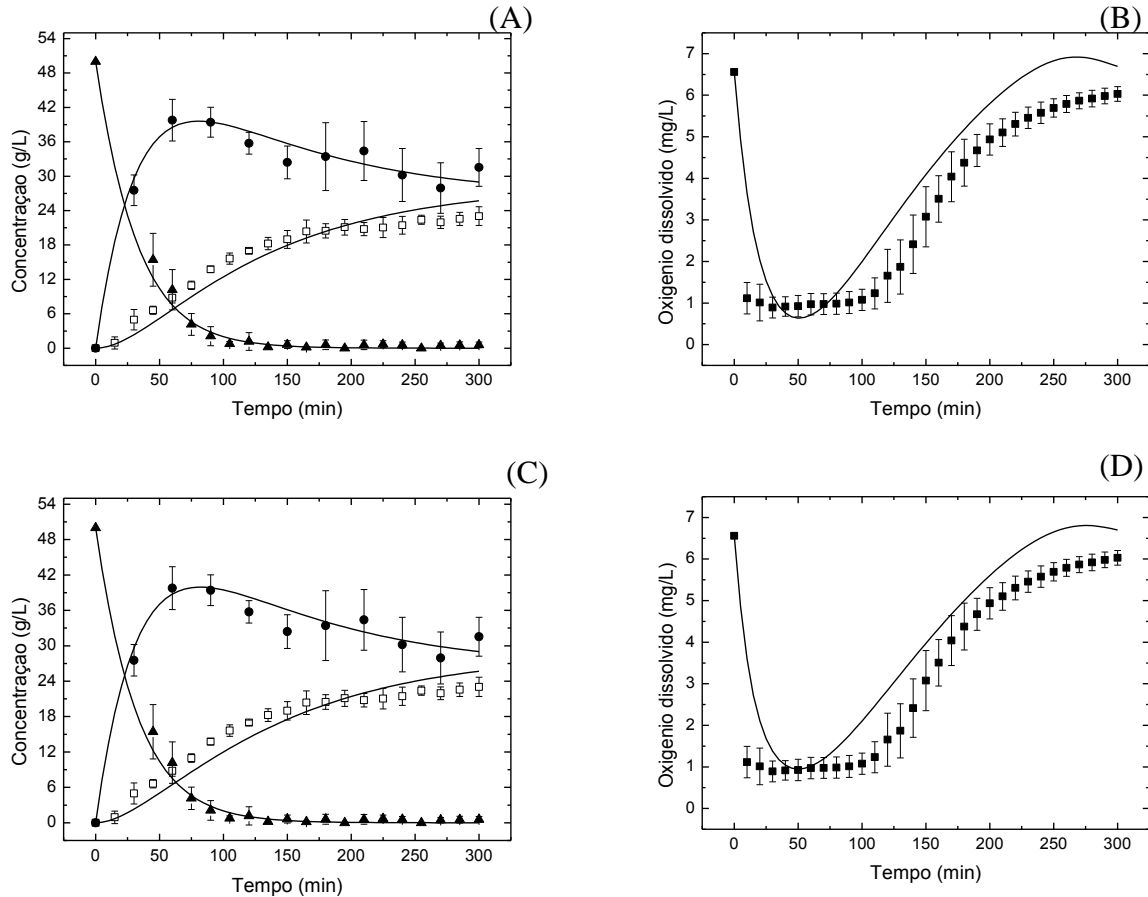 (A)
54
48
42
36
30
24
18
12
6
0
Concentraçao (g/L)
0 50 100 150 200 250 300
Tempo (min)
(B)
7
6
5
4
3
2
1
0
Oxigenio dissolvido (mg/L)
0 50 100 150 200 250 300
Tempo (min)
(C)
54
48
42
36
30
24
18
12
6
0
Concentraçao (g/L)
0 50 100 150 200 250 300
Tempo (min)
(D)
7
6
5
4
3
2
1
0
Oxigenio dissolvido (mg/L)
0 50 100 150 200 250 300
Tempo (min)